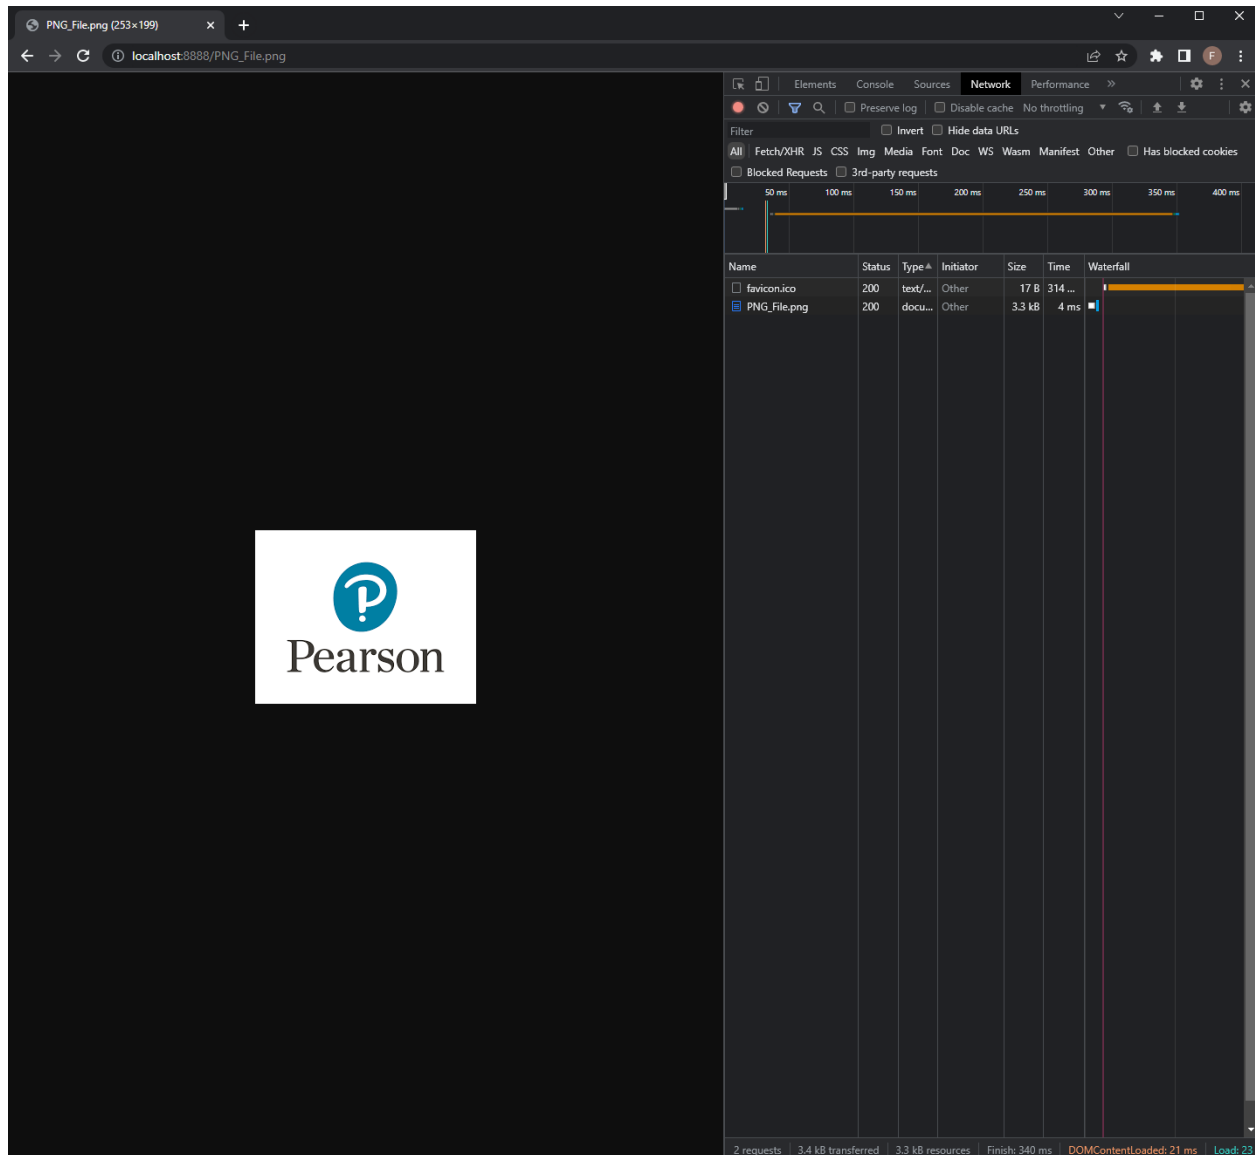 PNG_File.png (253×199)
localhost:8888/PNG_File.png
F
Elements Console Sources Network Performance »
Preserve log Disable cache No throttling
Filter Invert Hide data URLs
All Fetch/XHR JS CSS Img Media Font Doc WS Wasm Manifest Other Has blocked cookies
Blocked Requests 3rd-party requests
50 ms 100 ms 150 ms 200 ms 250 ms 300 ms 350 ms 400 ms
Name Status Type Initiator Size Time Waterfall
favicon.ico 200 text/... Other 17 B 314 ...
PNG_File.png 200 docu... Other 3.3 kB 4 ms
Pearson
2 requests 3.4 kB transferred 3.3 kB resources Finish: 340 ms DOMContentLoaded: 21 ms Load: 23